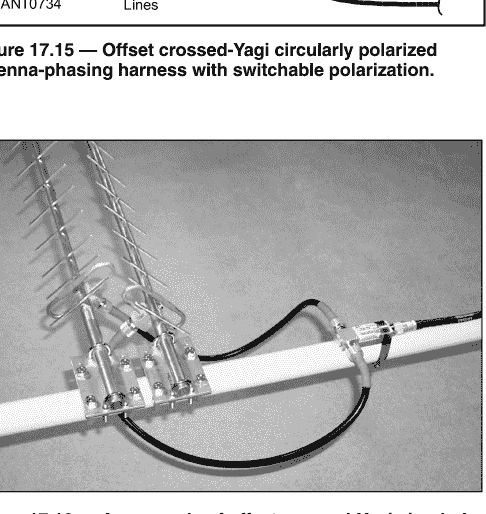 ANT0734
Lines
ure 17.15 — Offset crossed-Yagi circularly polarized
enna-phasing harness with switchable polarization.